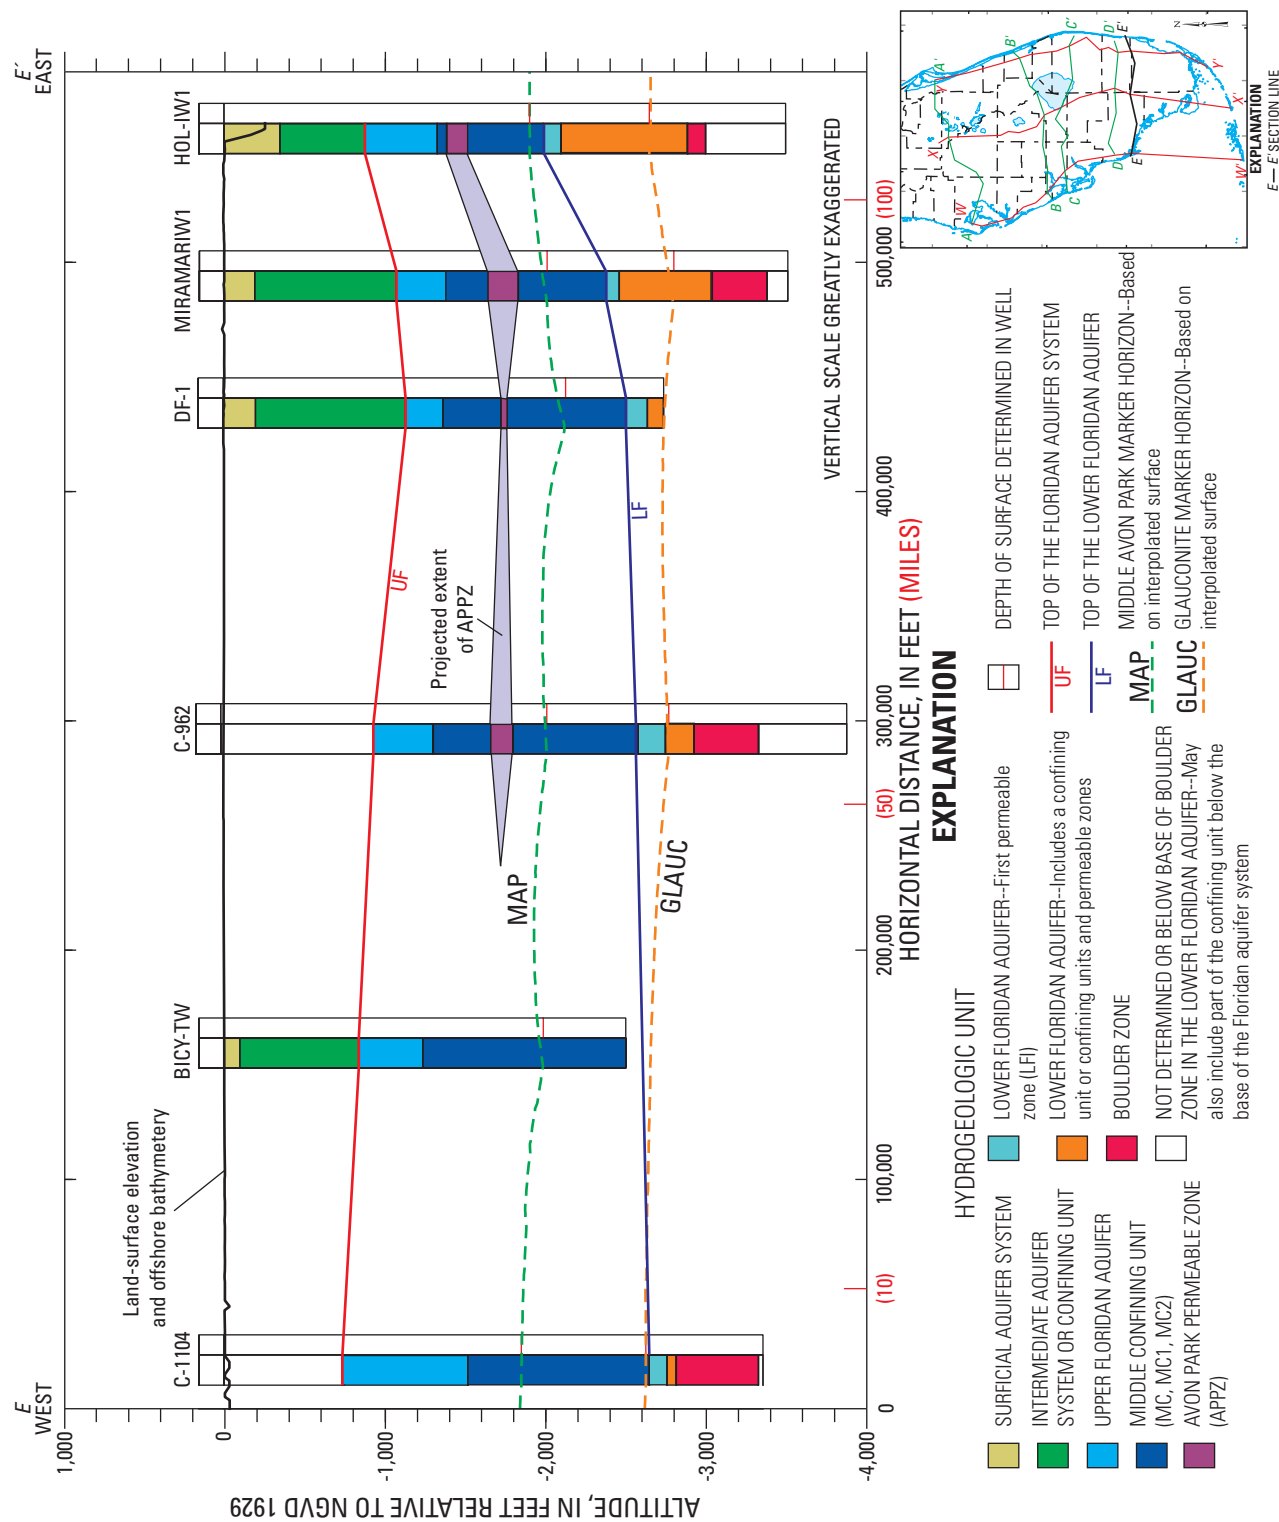 E
WEST
E´
EAST
C-1104
BICY-TW
C-962
DF-1
MIRAMARIW1
HOL-IW1
1,000
0
-1,000
-2,000
-3,000
-4,000
ALTITUDE, IN FEET RELATIVE TO NGVD 1929
Land-surface elevation
and offshore bathymetery
UF
Projected extent
of APPZ
MAP
LF
GLAUC
VERTICAL SCALE GREATLY EXAGGERATED
0
(10)
100,000
200,000
(50)
300,000
400,000
500,000
(100)
HORIZONTAL DISTANCE, IN FEET (MILES)
EXPLANATION
HYDROGEOLOGIC UNIT
SURFICIAL AQUIFER SYSTEM
INTERMEDIATE AQUIFER
SYSTEM OR CONFINING UNIT
UPPER FLORIDAN AQUIFER
MIDDLE CONFINING UNIT
(MC, MC1, MC2)
AVON PARK PERMEABLE ZONE
(APPZ)
LOWER FLORIDAN AQUIFER--First permeable
zone (LFI)
LOWER FLORIDAN AQUIFER--Includes a confining
unit or confining units and permeable zones
BOULDER ZONE
NOT DETERMINED OR BELOW BASE OF BOULDER
ZONE IN THE LOWER FLORIDAN AQUIFER--May
also include part of the confining unit below the
base of the Floridan aquifer system
DEPTH OF SURFACE DETERMINED IN WELL
UF
TOP OF THE FLORIDAN AQUIFER SYSTEM
LF
TOP OF THE LOWER FLORIDAN AQUIFER
MAP
MIDDLE AVON PARK MARKER HORIZON--Based
on interpolated surface
GLAUC
GLAUCONITE MARKER HORIZON--Based on
interpolated surface
A
A'
B
B'
C
C'
D
D'
E
E'
W
W'
X
X'
Y
Y'
N
EXPLANATION
E — E' SECTION LINE